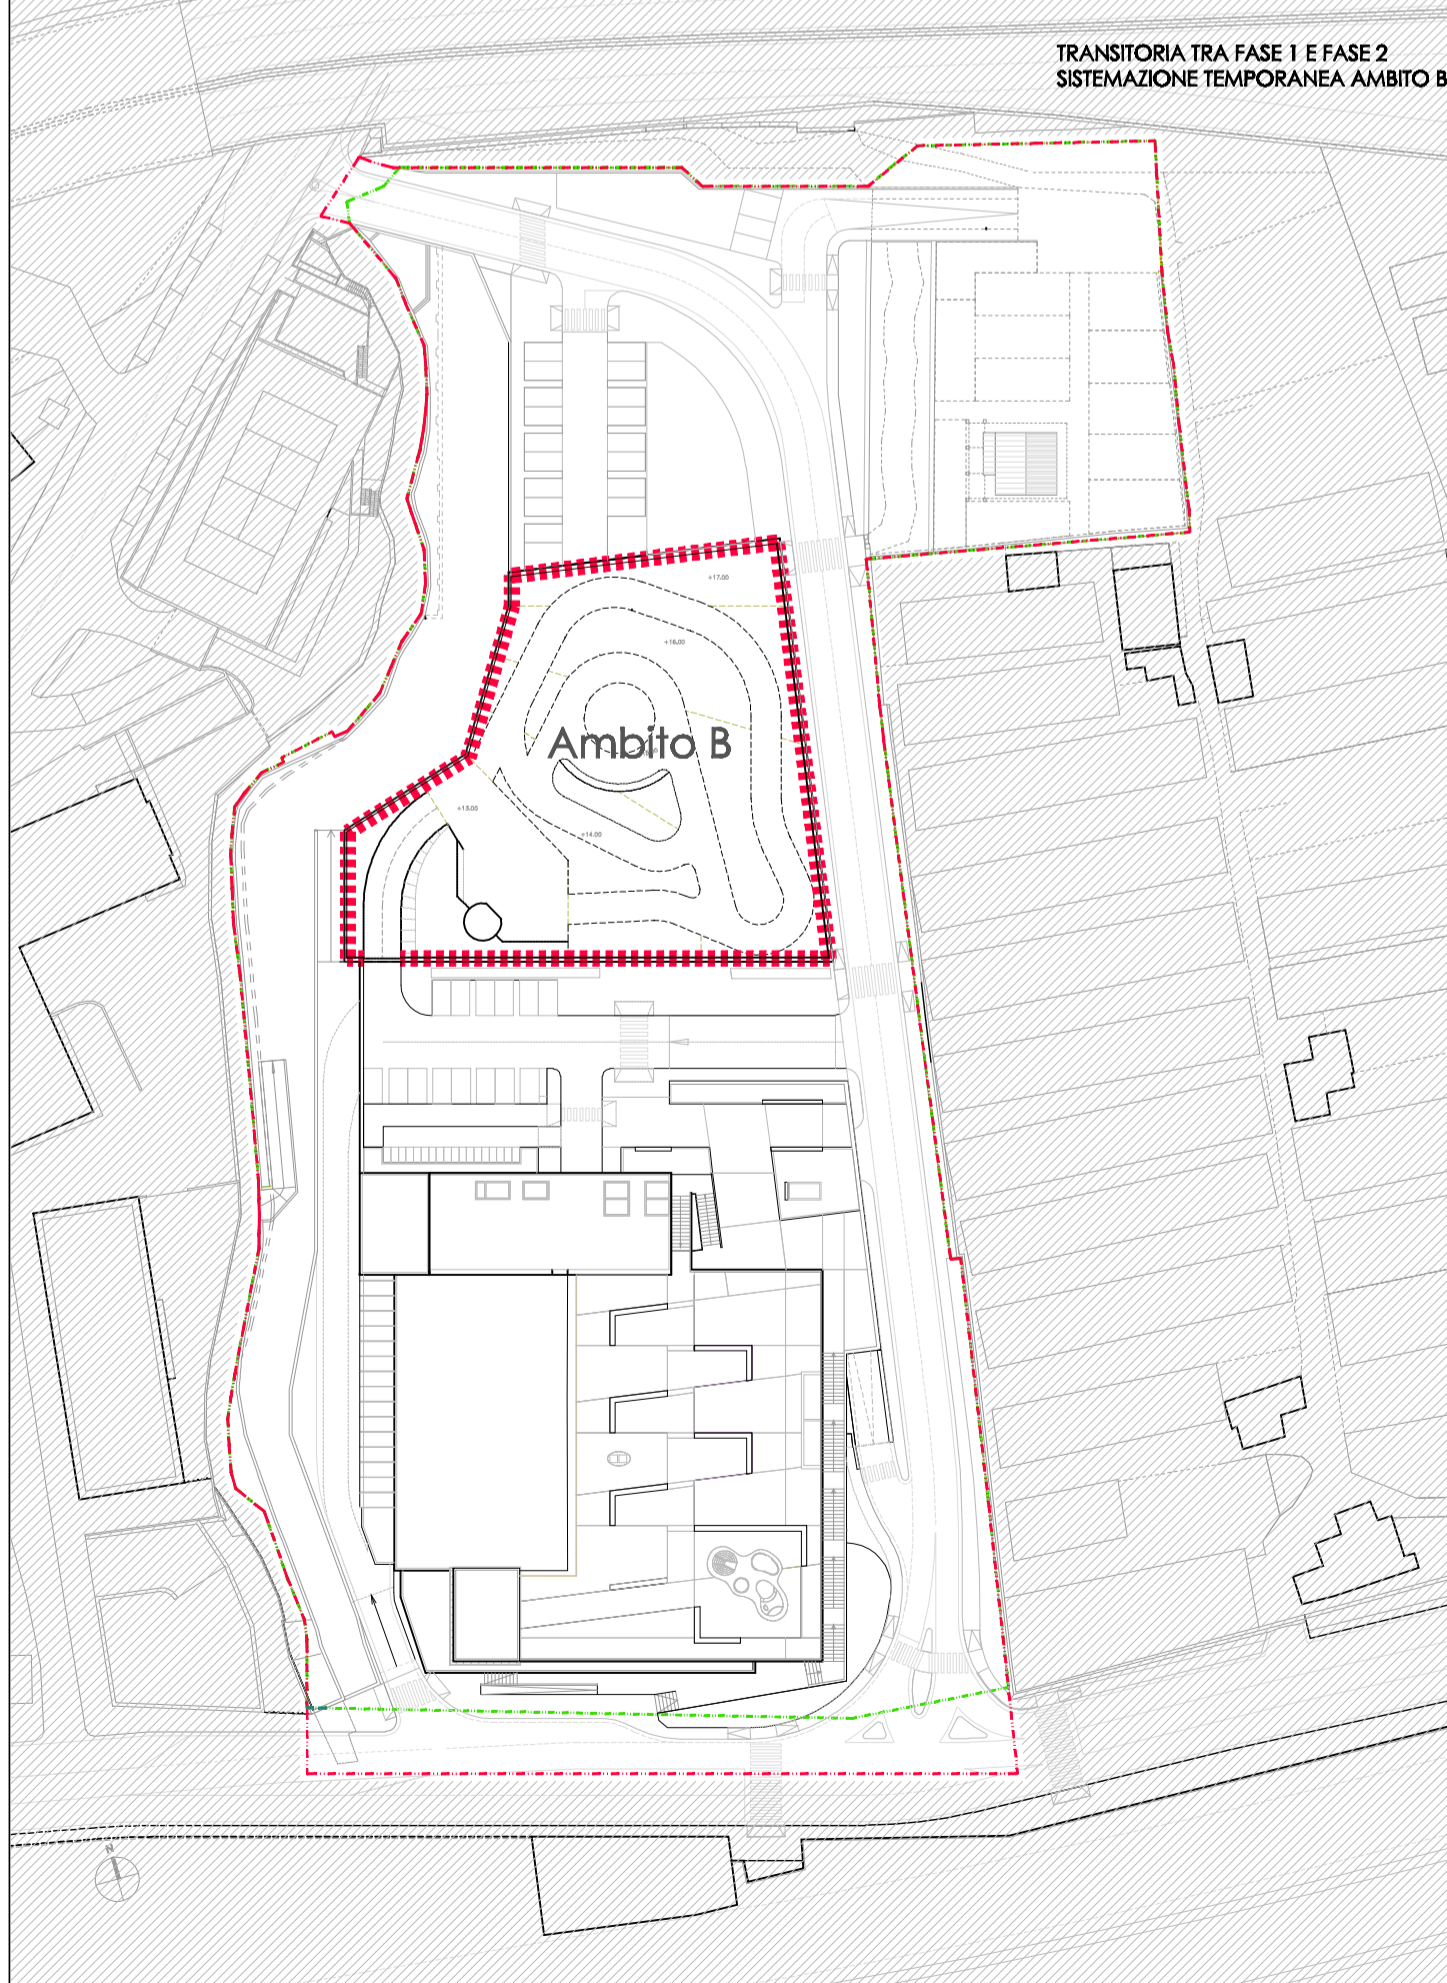 TRANSITORIA TRA FASE 1 E FASE 2
SISTEMAZIONE TEMPORANEA AMBITO B
+17.00
+16.00
Ambito B
+15.00
+14.00
N